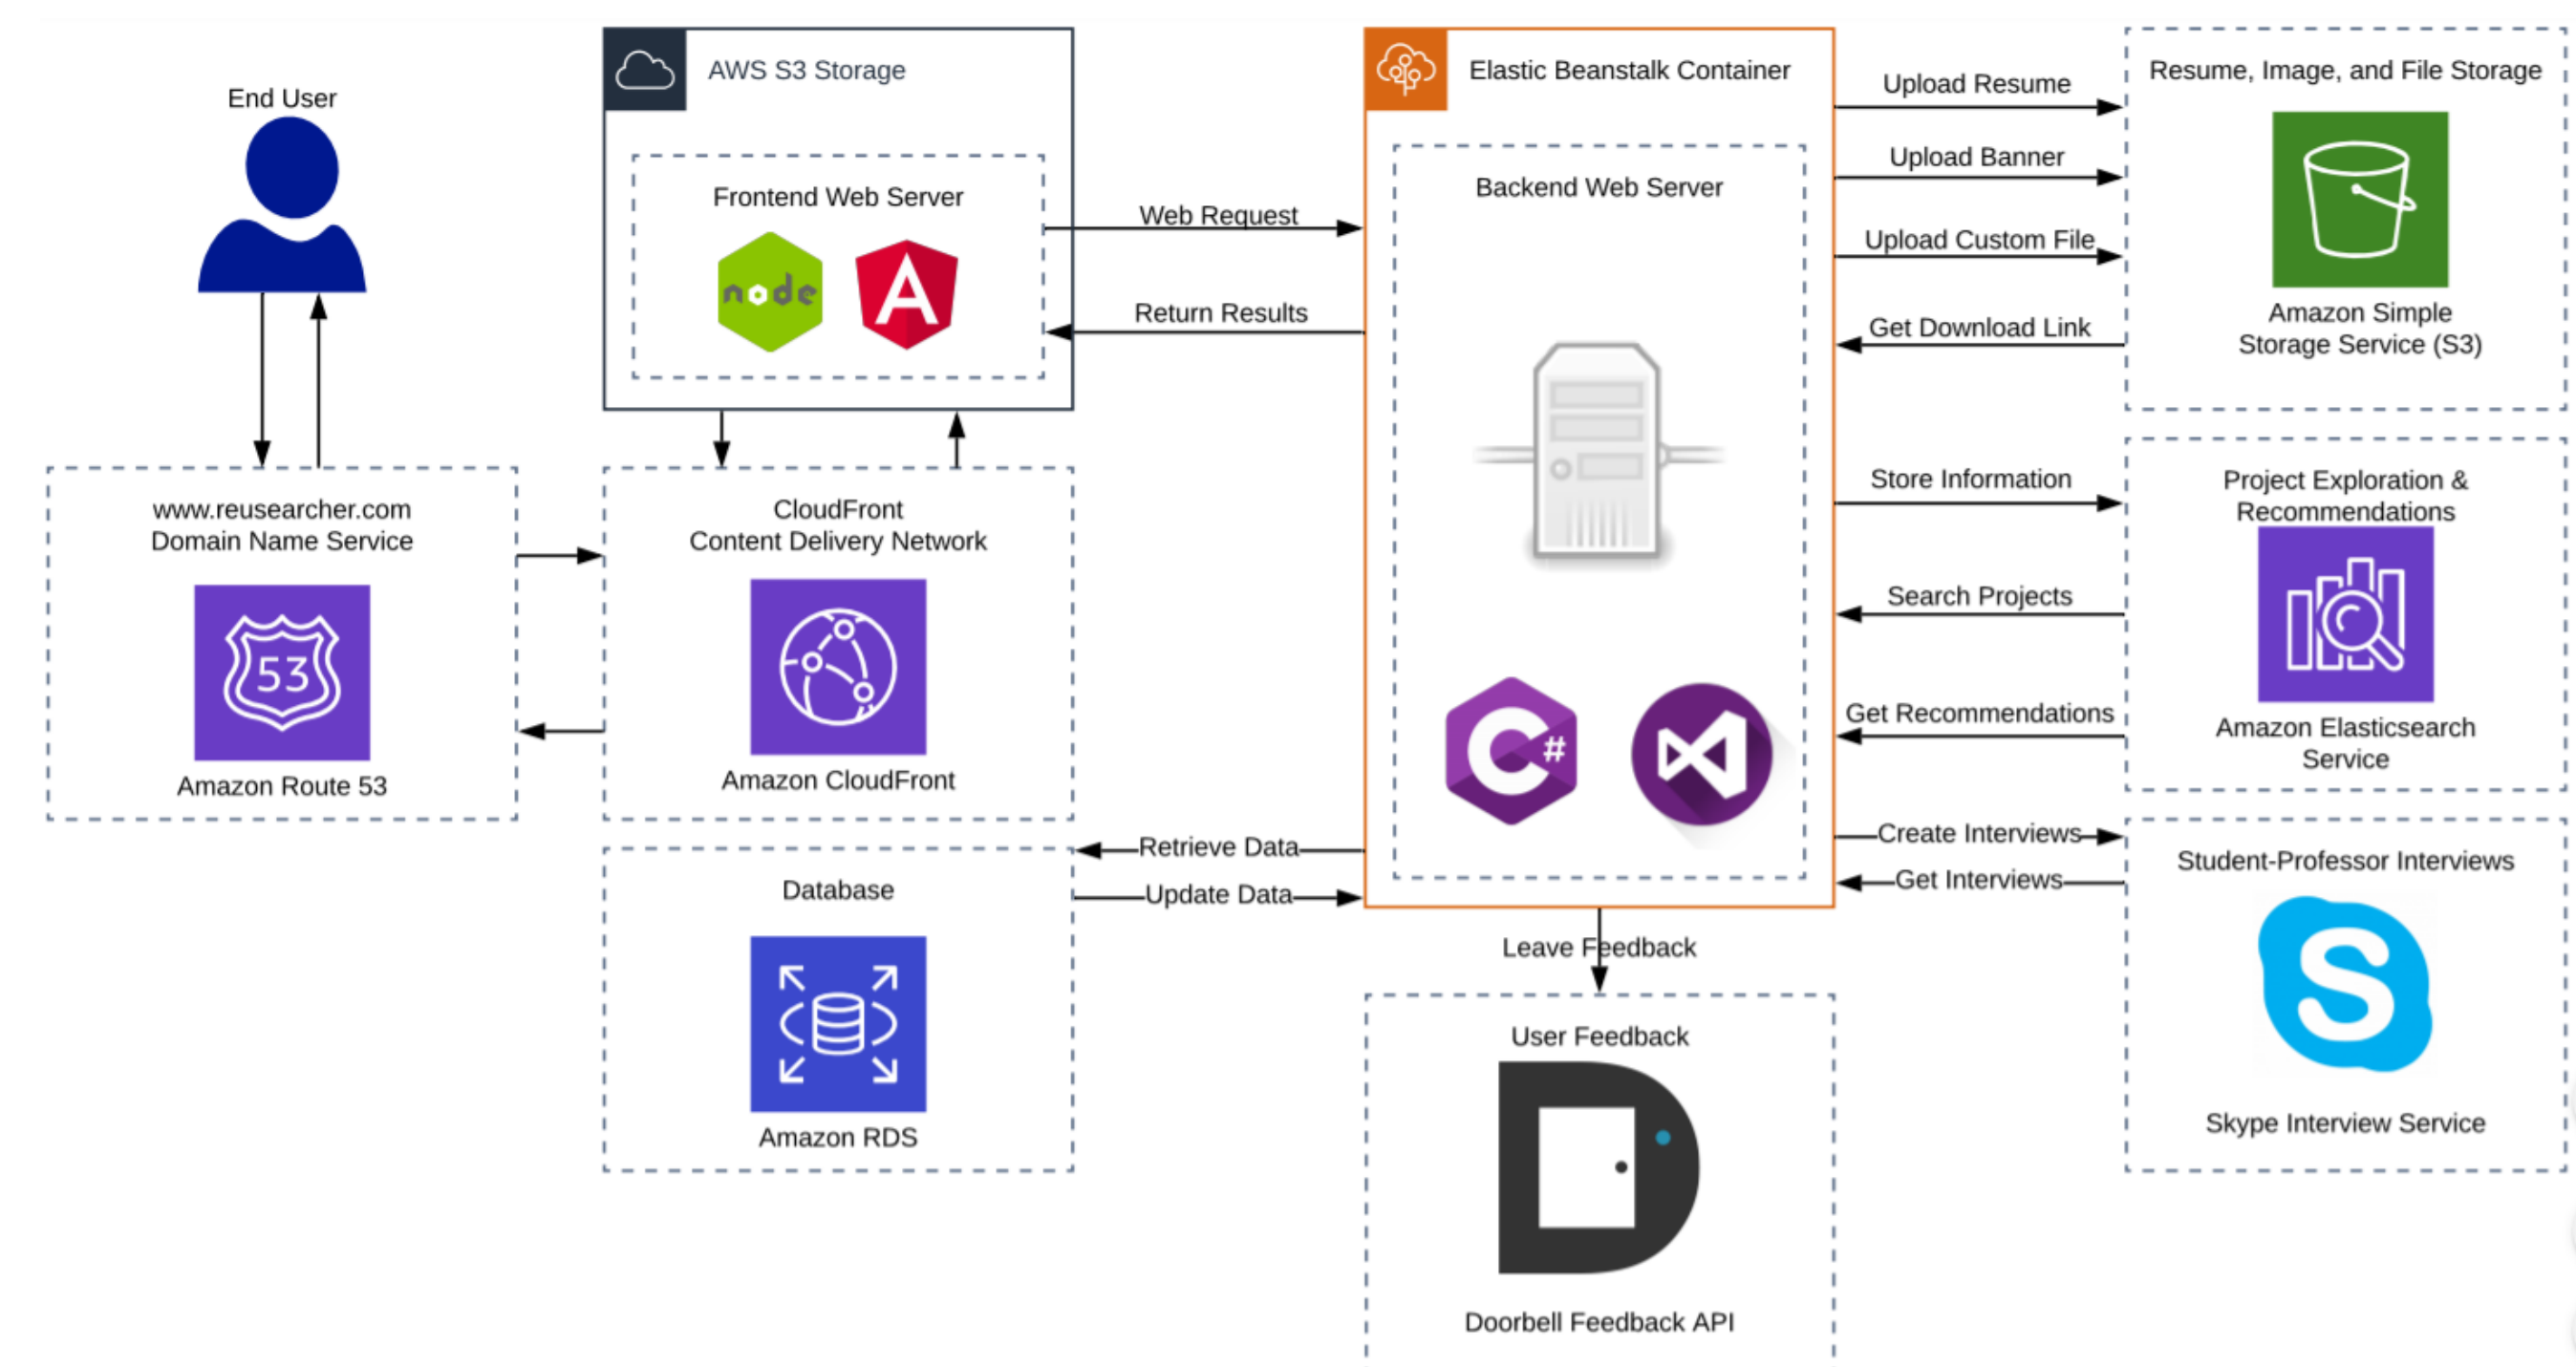 End User
www.reusearcher.com
Domain Name Service
53
Amazon Route 53
AWS S3 Storage
Frontend Web Server
node
A
CloudFront
Content Delivery Network
Amazon CloudFront
Database
Amazon RDS
Web Request
Return Results
Retrieve Data
Update Data
Elastic Beanstalk Container
Backend Web Server
C#
Leave Feedback
User Feedback
Doorbell Feedback API
Upload Resume
Upload Banner
Upload Custom File
Get Download Link
Store Information
Search Projects
Get Recommendations
Create Interviews
Get Interviews
Resume, Image, and File Storage
Amazon Simple
Storage Service (S3)
Project Exploration &
Recommendations
Amazon Elasticsearch
Service
Student-Professor Interviews
S
Skype Interview Service